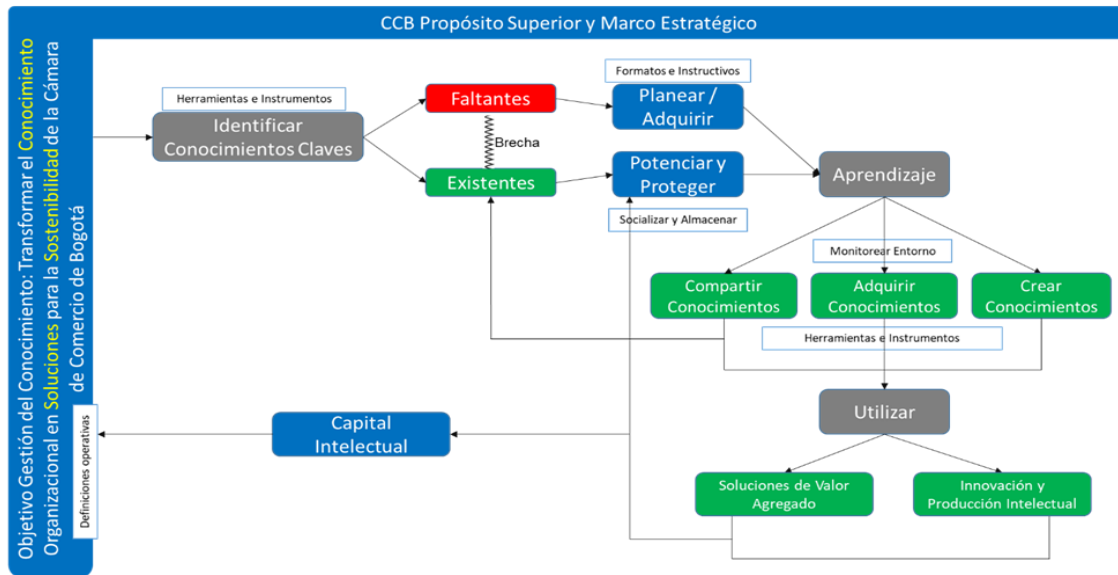 CCB Propósito Superior y Marco Estratégico
Objetivo Gestión del Conocimiento: Transformar el Conocimiento
Organizacional en Soluciones para la Sostenibilidad de la Cámara
de Comercio de Bogotá
Herramientas e Instrumentos
Identificar
Conocimientos Claves
Faltantes
Brecha
Existentes
Formatos e Instructivos
Planear /
Adquirir
Potenciar y
Proteger
Socializar y Almacenar
Aprendizaje
Monitorear Entorno
Compartir
Conocimientos
Adquirir
Conocimientos
Crear
Conocimientos
Herramientas e Instrumentos
Utilizar
Capital
Intelectual
Definiciones operativas
Soluciones de Valor
Agregado
Innovación y
Producción Intelectual